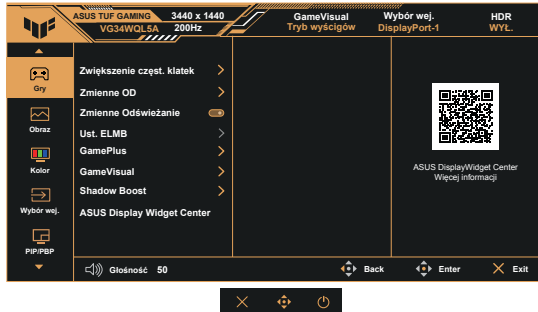 ASUS TUF GAMING 3440 x 1440
VG34WQL5A 200Hz
GameVisual
Tryb wyścigów
Wybór wej.
DisplayPort-1
HDR
WYŁ.
Gry
Obraz
Kolor
Wybór wej.
PIP/PBP
Zwiększenie częst. klatek
Zmienne OD
Zmienne Odświeżanie
Ust. ELMB
GamePlus
GameVisual
Shadow Boost
ASUS Display Widget Center
ASUS DisplayWidget Center
Więcej informacji
Głośność 50
Back
Enter
Exit